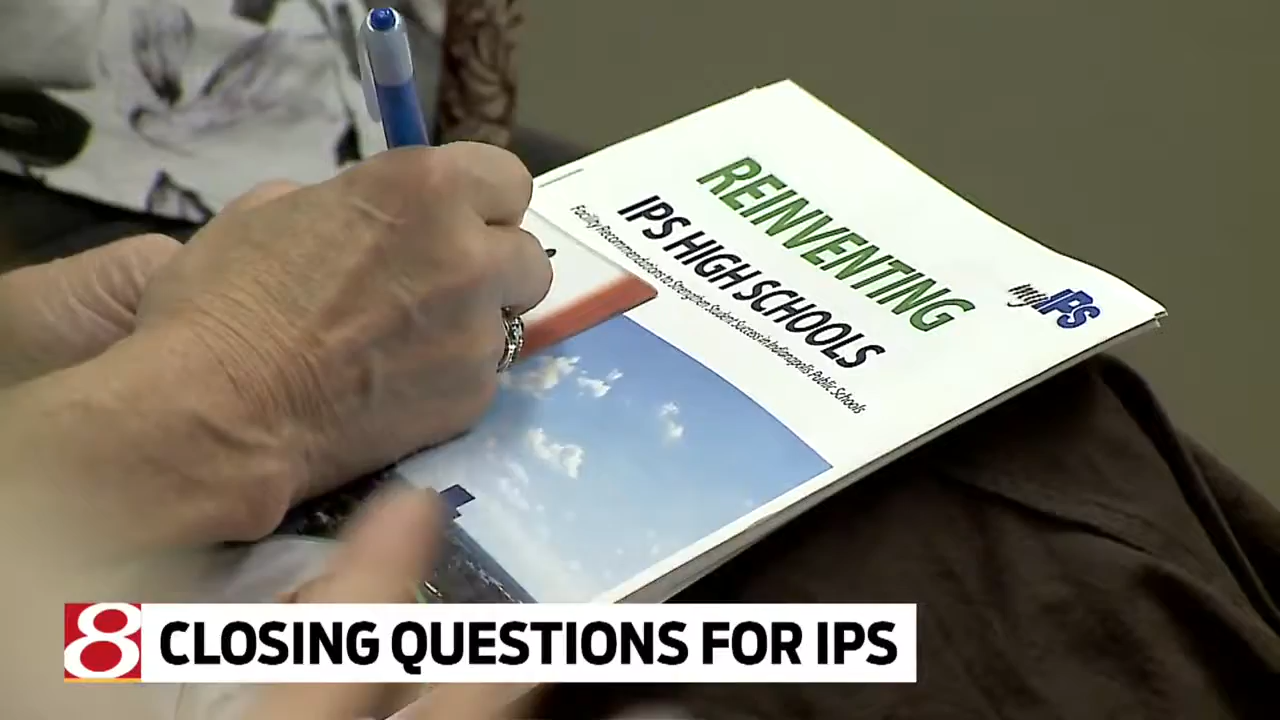 REINVENTING
IPS HIGH SCHOOLS
Facility Recommendations to Strengthen Student Success in Indianapolis Public Schools
myIPS
8 CLOSING QUESTIONS FOR IPS